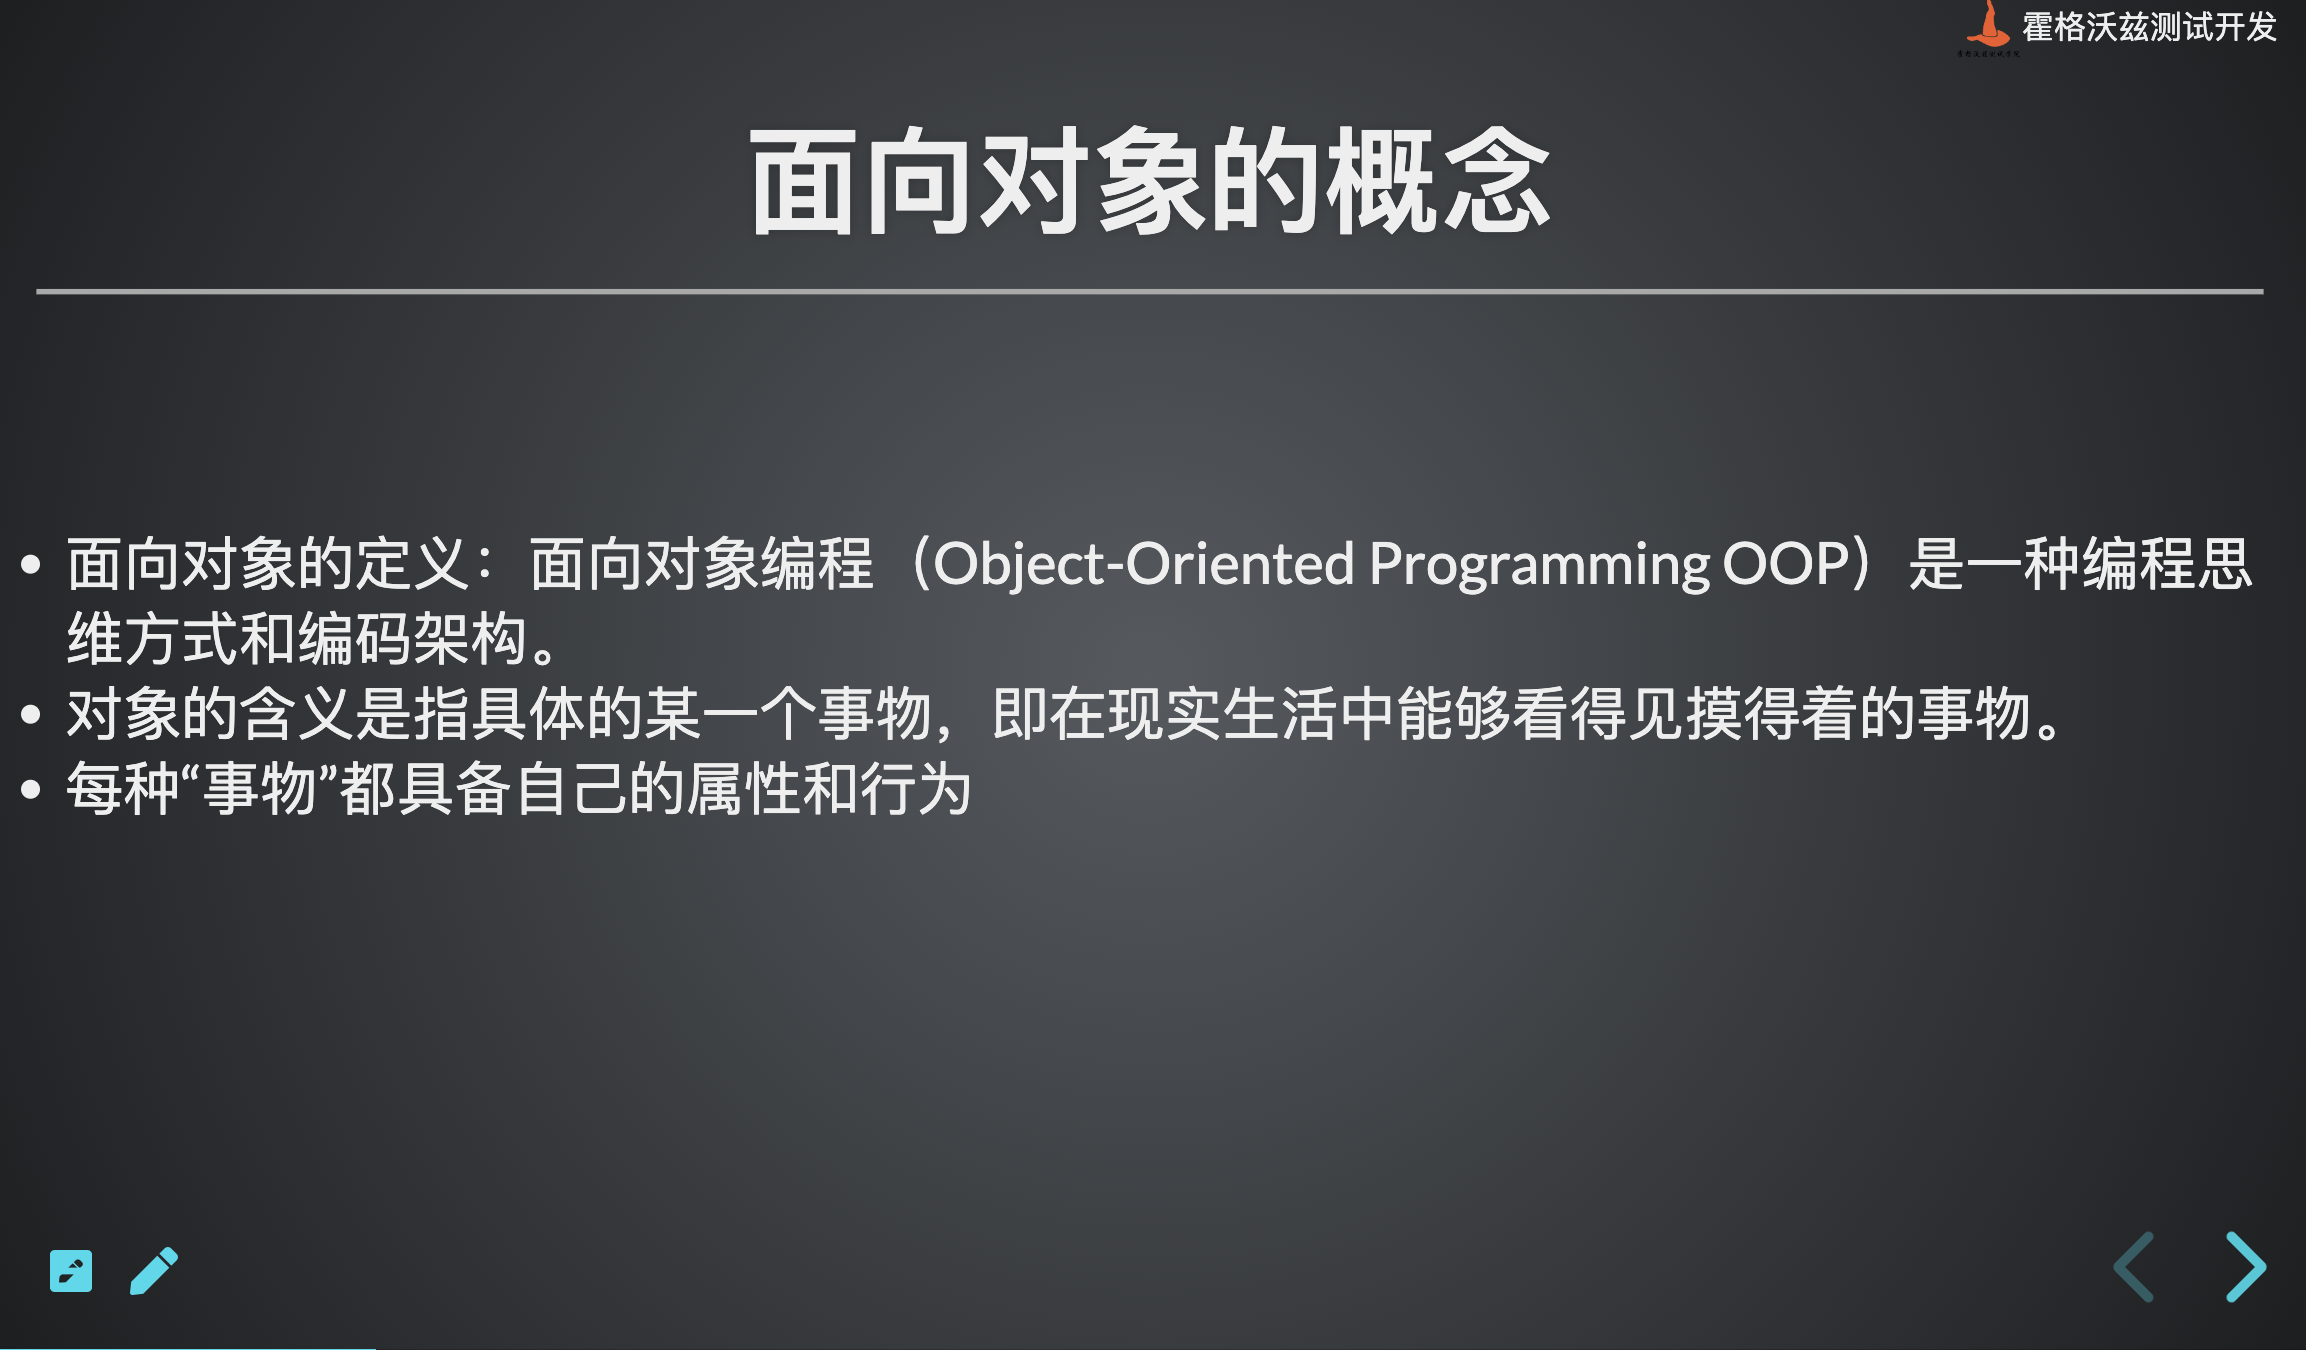 霍格沃兹测试开发
面向对象的概念
面向对象的定义：面向对象编程（Object-Oriented Programming OOP）是一种编程思
维方式和编码架构。
对象的含义是指具体的某一个事物，即在现实生活中能够看得见摸得着的事物。
每种“事物”都具备自己的属性和行为